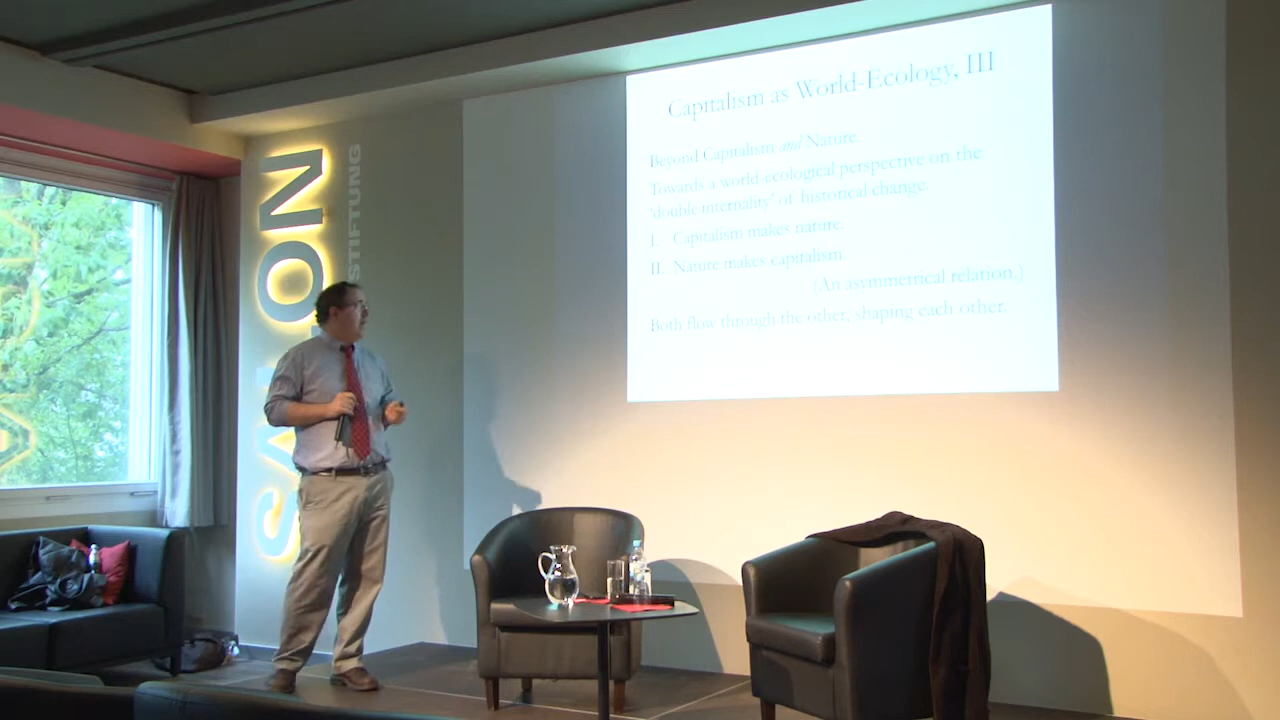 SALON
STIFTUNG
Capitalism as World-Ecology, III
Beyond Capitalism and Nature.
Towards a world-ecological perspective on the
'double internality' of historical change.
I. Capitalism makes nature.
II. Nature makes capitalism.
(An asymmetrical relation.)
Both flow through the other, shaping each other.